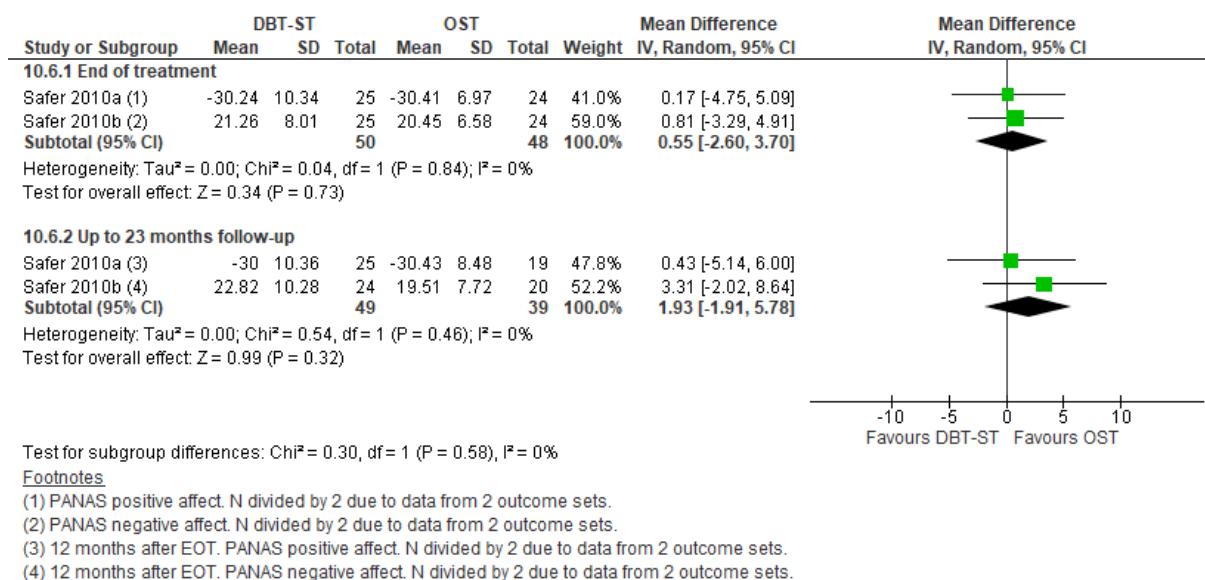 DBT-ST OST Mean Difference Mean Difference
Study or Subgroup Mean SD Total Mean SD Total Weight IV, Random, 95% CI IV, Random, 95% CI
10.6.1 End of treatment
Safer 2010a (1) -30.24 10.34 25 -30.41 6.97 24 41.0% 0.17 [-4.75, 5.09]
Safer 2010b (2) 21.26 8.01 25 20.45 6.58 24 59.0% 0.81 [-3.29, 4.91]
Subtotal (95% CI) 50 48 100.0% 0.55 [-2.60, 3.70]
Heterogeneity: Tau² = 0.00; Chi² = 0.04, df = 1 (P = 0.84); I² = 0%
Test for overall effect: Z = 0.34 (P = 0.73)
10.6.2 Up to 23 months follow-up
Safer 2010a (3) -30 10.36 25 -30.43 8.48 19 47.8% 0.43 [-5.14, 6.00]
Safer 2010b (4) 22.82 10.28 24 19.51 7.72 20 52.2% 3.31 [-2.02, 8.64]
Subtotal (95% CI) 49 39 100.0% 1.93 [-1.91, 5.78]
Heterogeneity: Tau² = 0.00; Chi² = 0.54, df = 1 (P = 0.46); I² = 0%
Test for overall effect: Z = 0.99 (P = 0.32)
-10 -5 0 5 10
Favours DBT-ST Favours OST
Test for subgroup differences: Chi² = 0.30, df = 1 (P = 0.58), I² = 0%
Footnotes
(1) PANAS positive affect. N divided by 2 due to data from 2 outcome sets.
(2) PANAS negative affect. N divided by 2 due to data from 2 outcome sets.
(3) 12 months after EOT. PANAS positive affect. N divided by 2 due to data from 2 outcome sets.
(4) 12 months after EOT. PANAS negative affect. N divided by 2 due to data from 2 outcome sets.